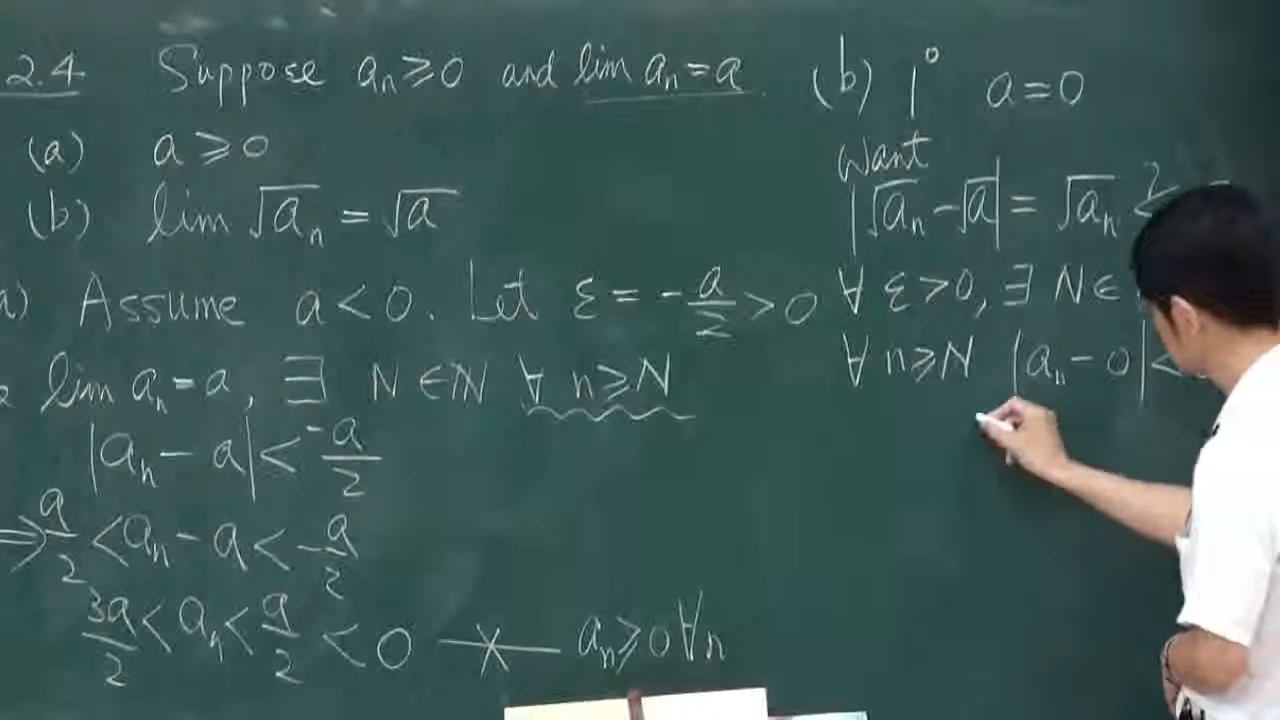 2.4 Suppose aₙ ≥ 0 and lim aₙ = a
(a) a ≥ 0
(b) lim √aₙ = √a
a) Assume a < 0. Let ε = -a/2 > 0
lim aₙ = a, ∃ N ∈ ℕ ∀ n ≥ N
|aₙ - a| < -a/2
⇒ a/2 < aₙ - a < -a/2
3a/2 < aₙ < a/2 < 0 ⨯ aₙ ≥ 0 ∀n
(b) 1° a = 0
want
|√aₙ - √a| = √aₙ <?
∀ ε > 0, ∃ N ∈
∀ n ≥ N |aₙ - 0| <